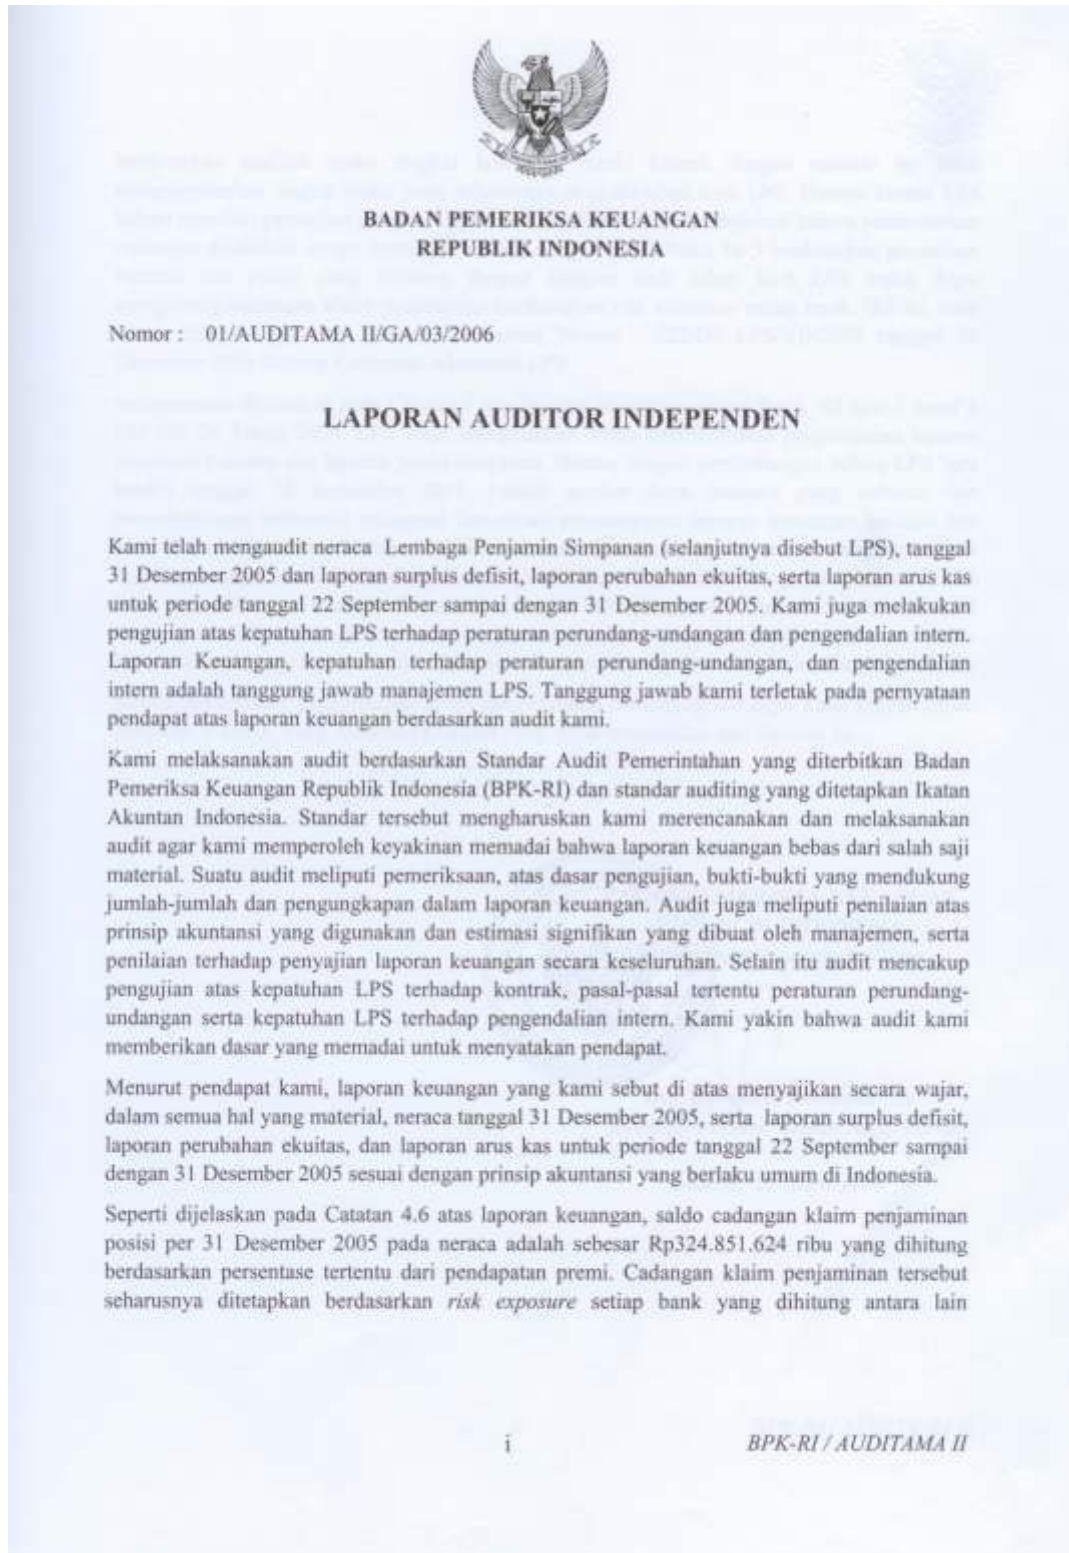 BADAN PEMERIKSA KEUANGAN
REPUBLIK INDONESIA
Nomor : 01/AUDITAMA II/GA/03/2006
LAPORAN AUDITOR INDEPENDEN
Kami telah mengaudit neraca Lembaga Penjamin Simpanan (selanjutnya disebut LPS), tanggal
31 Desember 2005 dan laporan surplus defisit, laporan perubahan ekuitas, serta laporan arus kas
untuk periode tanggal 22 September sampai dengan 31 Desember 2005. Kami juga melakukan
pengujian atas kepatuhan LPS terhadap peraturan perundang-undangan dan pengendalian intern.
Laporan Keuangan, kepatuhan terhadap peraturan perundang-undangan, dan pengendalian
intern adalah tanggung jawab manajemen LPS. Tanggung jawab kami terletak pada pernyataan
pendapat atas laporan keuangan berdasarkan audit kami.
Kami melaksanakan audit berdasarkan Standar Audit Pemerintahan yang diterbitkan Badan
Pemeriksa Keuangan Republik Indonesia (BPK-RI) dan standar auditing yang ditetapkan Ikatan
Akuntan Indonesia. Standar tersebut mengharuskan kami merencanakan dan melaksanakan
audit agar kami memperoleh keyakinan memadai bahwa laporan keuangan bebas dari salah saji
material. Suatu audit meliputi pemeriksaan, atas dasar pengujian, bukti-bukti yang mendukung
jumlah-jumlah dan pengungkapan dalam laporan keuangan. Audit juga meliputi penilaian atas
prinsip akuntansi yang digunakan dan estimasi signifikan yang dibuat oleh manajemen, serta
penilaian terhadap penyajian laporan keuangan secara keseluruhan. Selain itu audit mencakup
pengujian atas kepatuhan LPS terhadap kontrak, pasal-pasal tertentu peraturan perundang-
undangan serta kepatuhan LPS terhadap pengendalian intern. Kami yakin bahwa audit kami
memberikan dasar yang memadai untuk menyatakan pendapat.
Menurut pendapat kami, laporan keuangan yang kami sebut di atas menyajikan secara wajar,
dalam semua hal yang material, neraca tanggal 31 Desember 2005, serta laporan surplus defisit,
laporan perubahan ekuitas, dan laporan arus kas untuk periode tanggal 22 September sampai
dengan 31 Desember 2005 sesuai dengan prinsip akuntansi yang berlaku umum di Indonesia.
Seperti dijelaskan pada Catatan 4.6 atas laporan keuangan, saldo cadangan klaim penjaminan
posisi per 31 Desember 2005 pada neraca adalah sebesar Rp324.851.624 ribu yang dihitung
berdasarkan persentase tertentu dari pendapatan premi. Cadangan klaim penjaminan tersebut
seharusnya ditetapkan berdasarkan risk exposure setiap bank yang dihitung antara lain
i
BPK-RI / AUDITAMA II